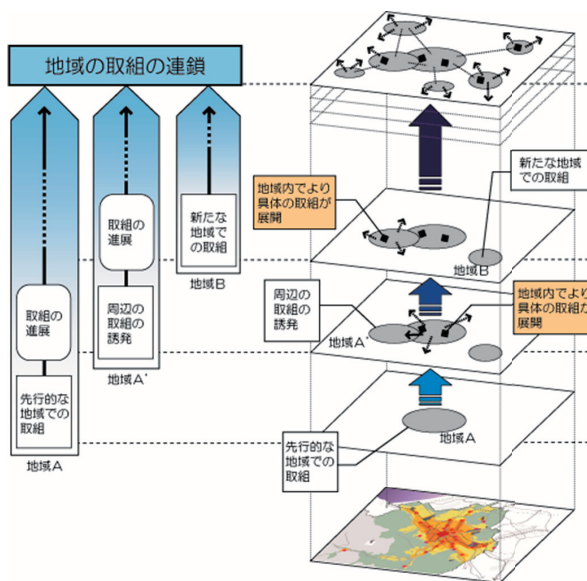 地域の取組の連鎖
取組の
進展
先行的な
地域での
取組
地域A
取組の
進展
周辺の
取組の
誘発
地域A'
新たな
地域で
の取組
地域B
新たな地域
での取組
地域内でより
具体の取組が
展開
地域B
周辺の
取組の
誘発
地域A'
地域内でより
具体の取組が
展開
地域A
先行的な
地域での
取組